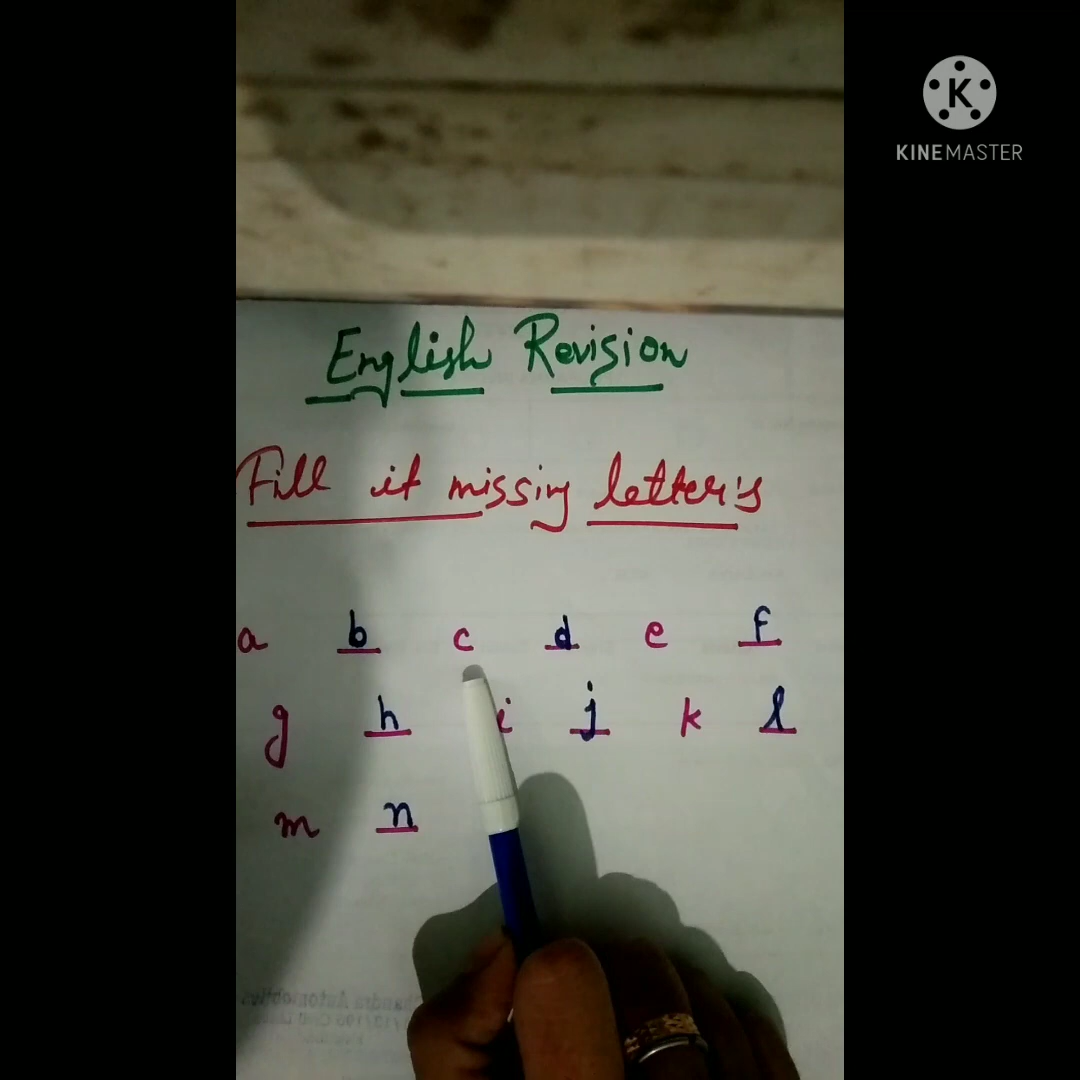 K
KINEMASTER
English Revision
Fill it missing letter's
a b c d e f
g h i j k l
m n